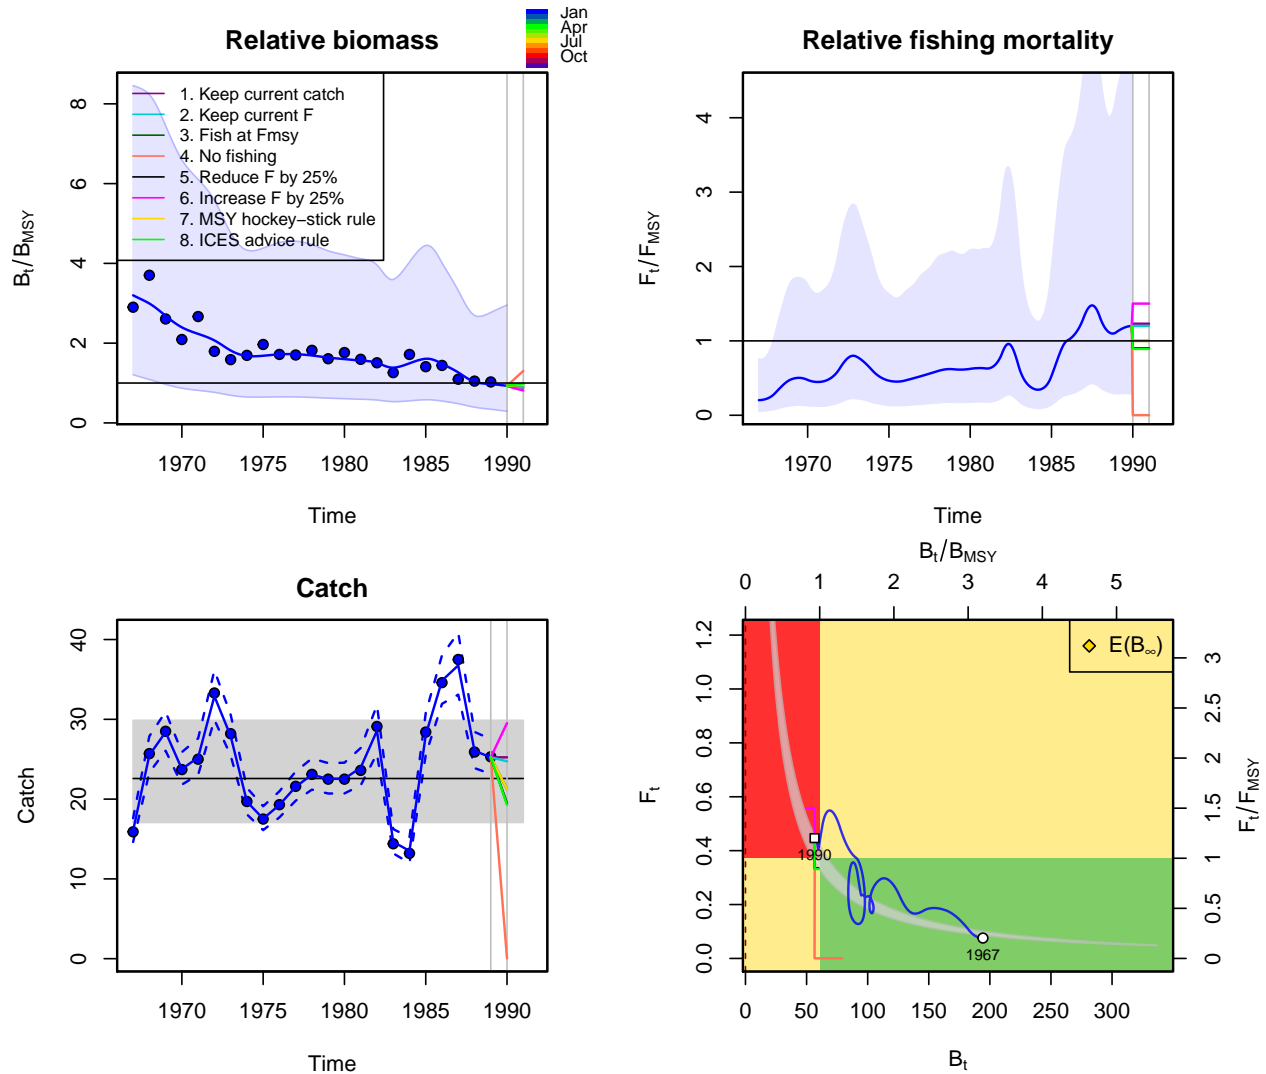 Relative biomass
Jan
Apr
Jul
Oct
1. Keep current catch
2. Keep current F
3. Fish at Fmsy
4. No fishing
5. Reduce F by 25%
6. Increase F by 25%
7. MSY hockey−stick rule
8. ICES advice rule
0 2 4 6 8
Bt/BMSY
1970 1975 1980 1985 1990
Time
Relative fishing mortality
0 1 2 3 4
Ft/FMSY
1970 1975 1980 1985 1990
Time
Catch
0 10 20 30 40
Catch
1970 1975 1980 1985 1990
Time
Bt/BMSY
0 1 2 3 4 5
E(B∞)
1990
1967
0.0 0.2 0.4 0.6 0.8 1.0 1.2
Ft
0 0.5 1 1.5 2 2.5 3
Ft/FMSY
0 50 100 150 200 250 300
Bt